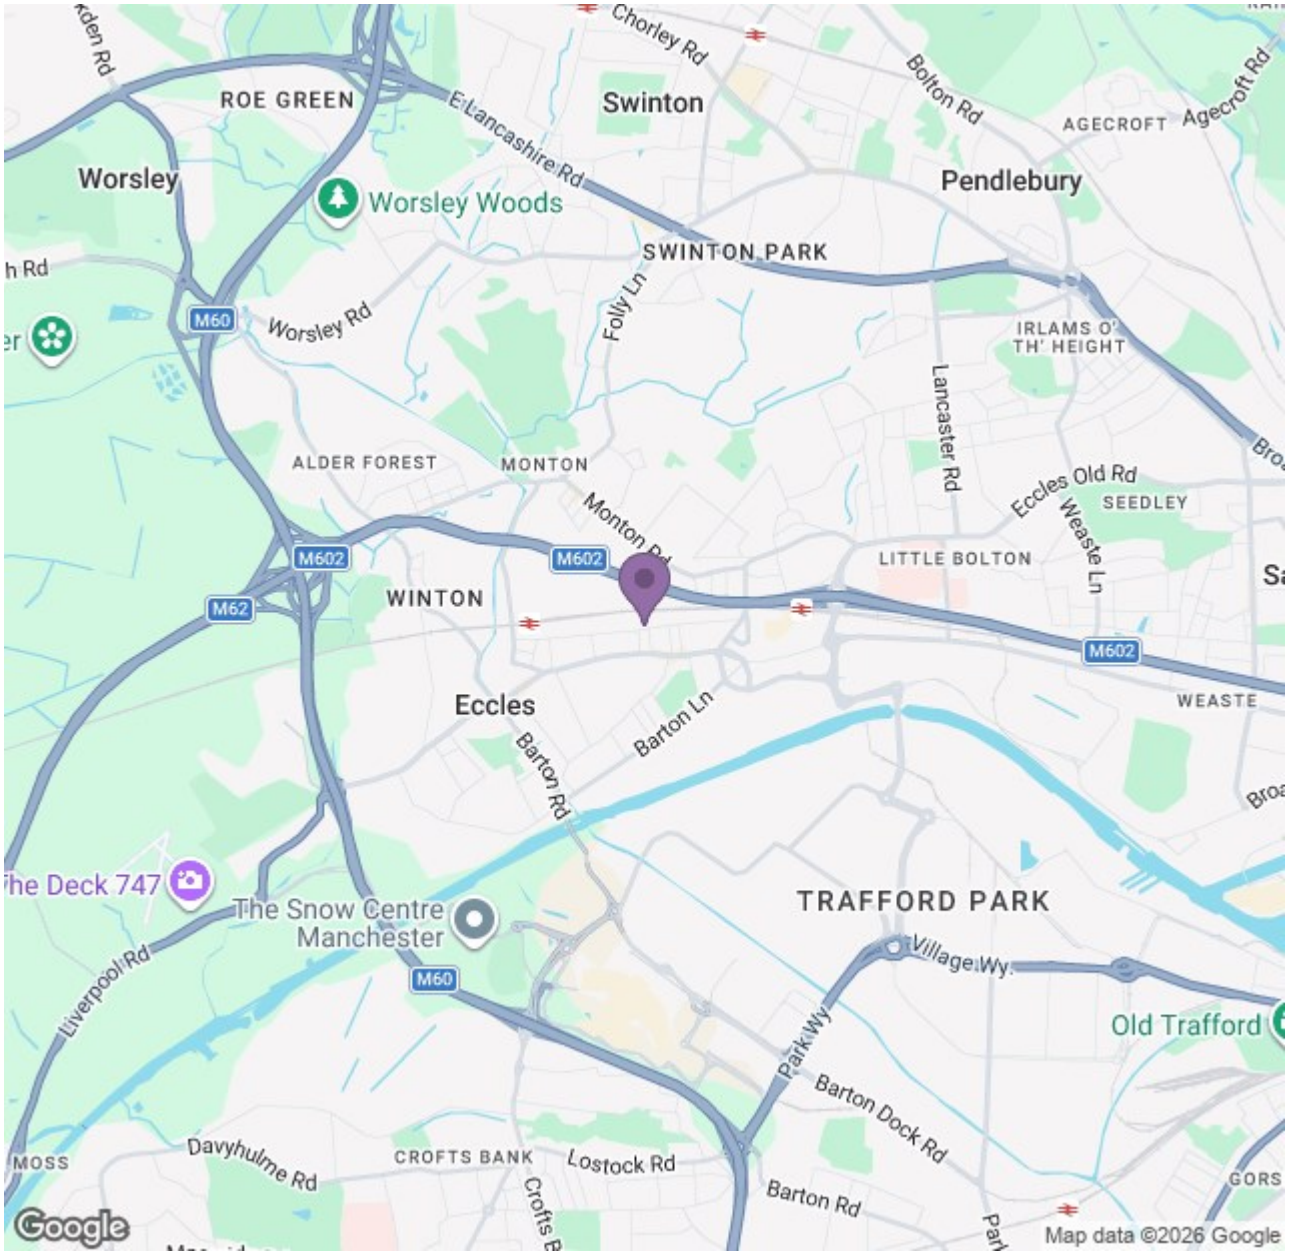 Chorley Rd
Bolton Rd
Agecroft Rd
ROE GREEN
E Lancashire Rd
Swinton
AGECROFT
Worsley
Worsley Woods
Pendlebury
SWINTON PARK
h Rd
Folly Ln
M60
Worsley Rd
er
IRLAMS O'
TH' HEIGHT
Lancaster Rd
ALDER FOREST
MONTON
Eccles Old Rd
SEEDLEY
Monton Rd
Weaste Ln
M602
M602
LITTLE BOLTON
M62
WINTON
M602
Eccles
WEASTE
Barton Ln
Barton Rd
The Deck 747
TRAFFORD PARK
The Snow Centre
Manchester
Village Wy.
M60
Liverpool Rd
Old Trafford
Park Wy
Barton Dock Rd
Davyhulme Rd
CROFTS BANK
Lostock Rd
MOSS
GORS
Barton Rd
Crofts B
Park
Google
Map data ©2026 Google